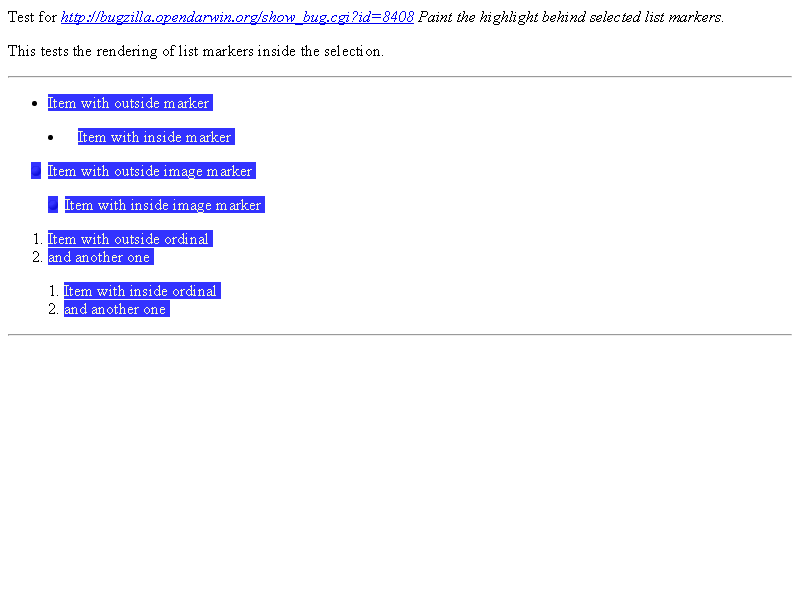 Test for http://bugzilla.opendarwin.org/show_bug.cgi?id=8408 Paint the highlight behind selected list markers.
This tests the rendering of list markers inside the selection.
• Item with outside marker
• Item with inside marker
Item with outside image marker
Item with inside image marker
1. Item with outside ordinal
2. and another one
1. Item with inside ordinal
2. and another one